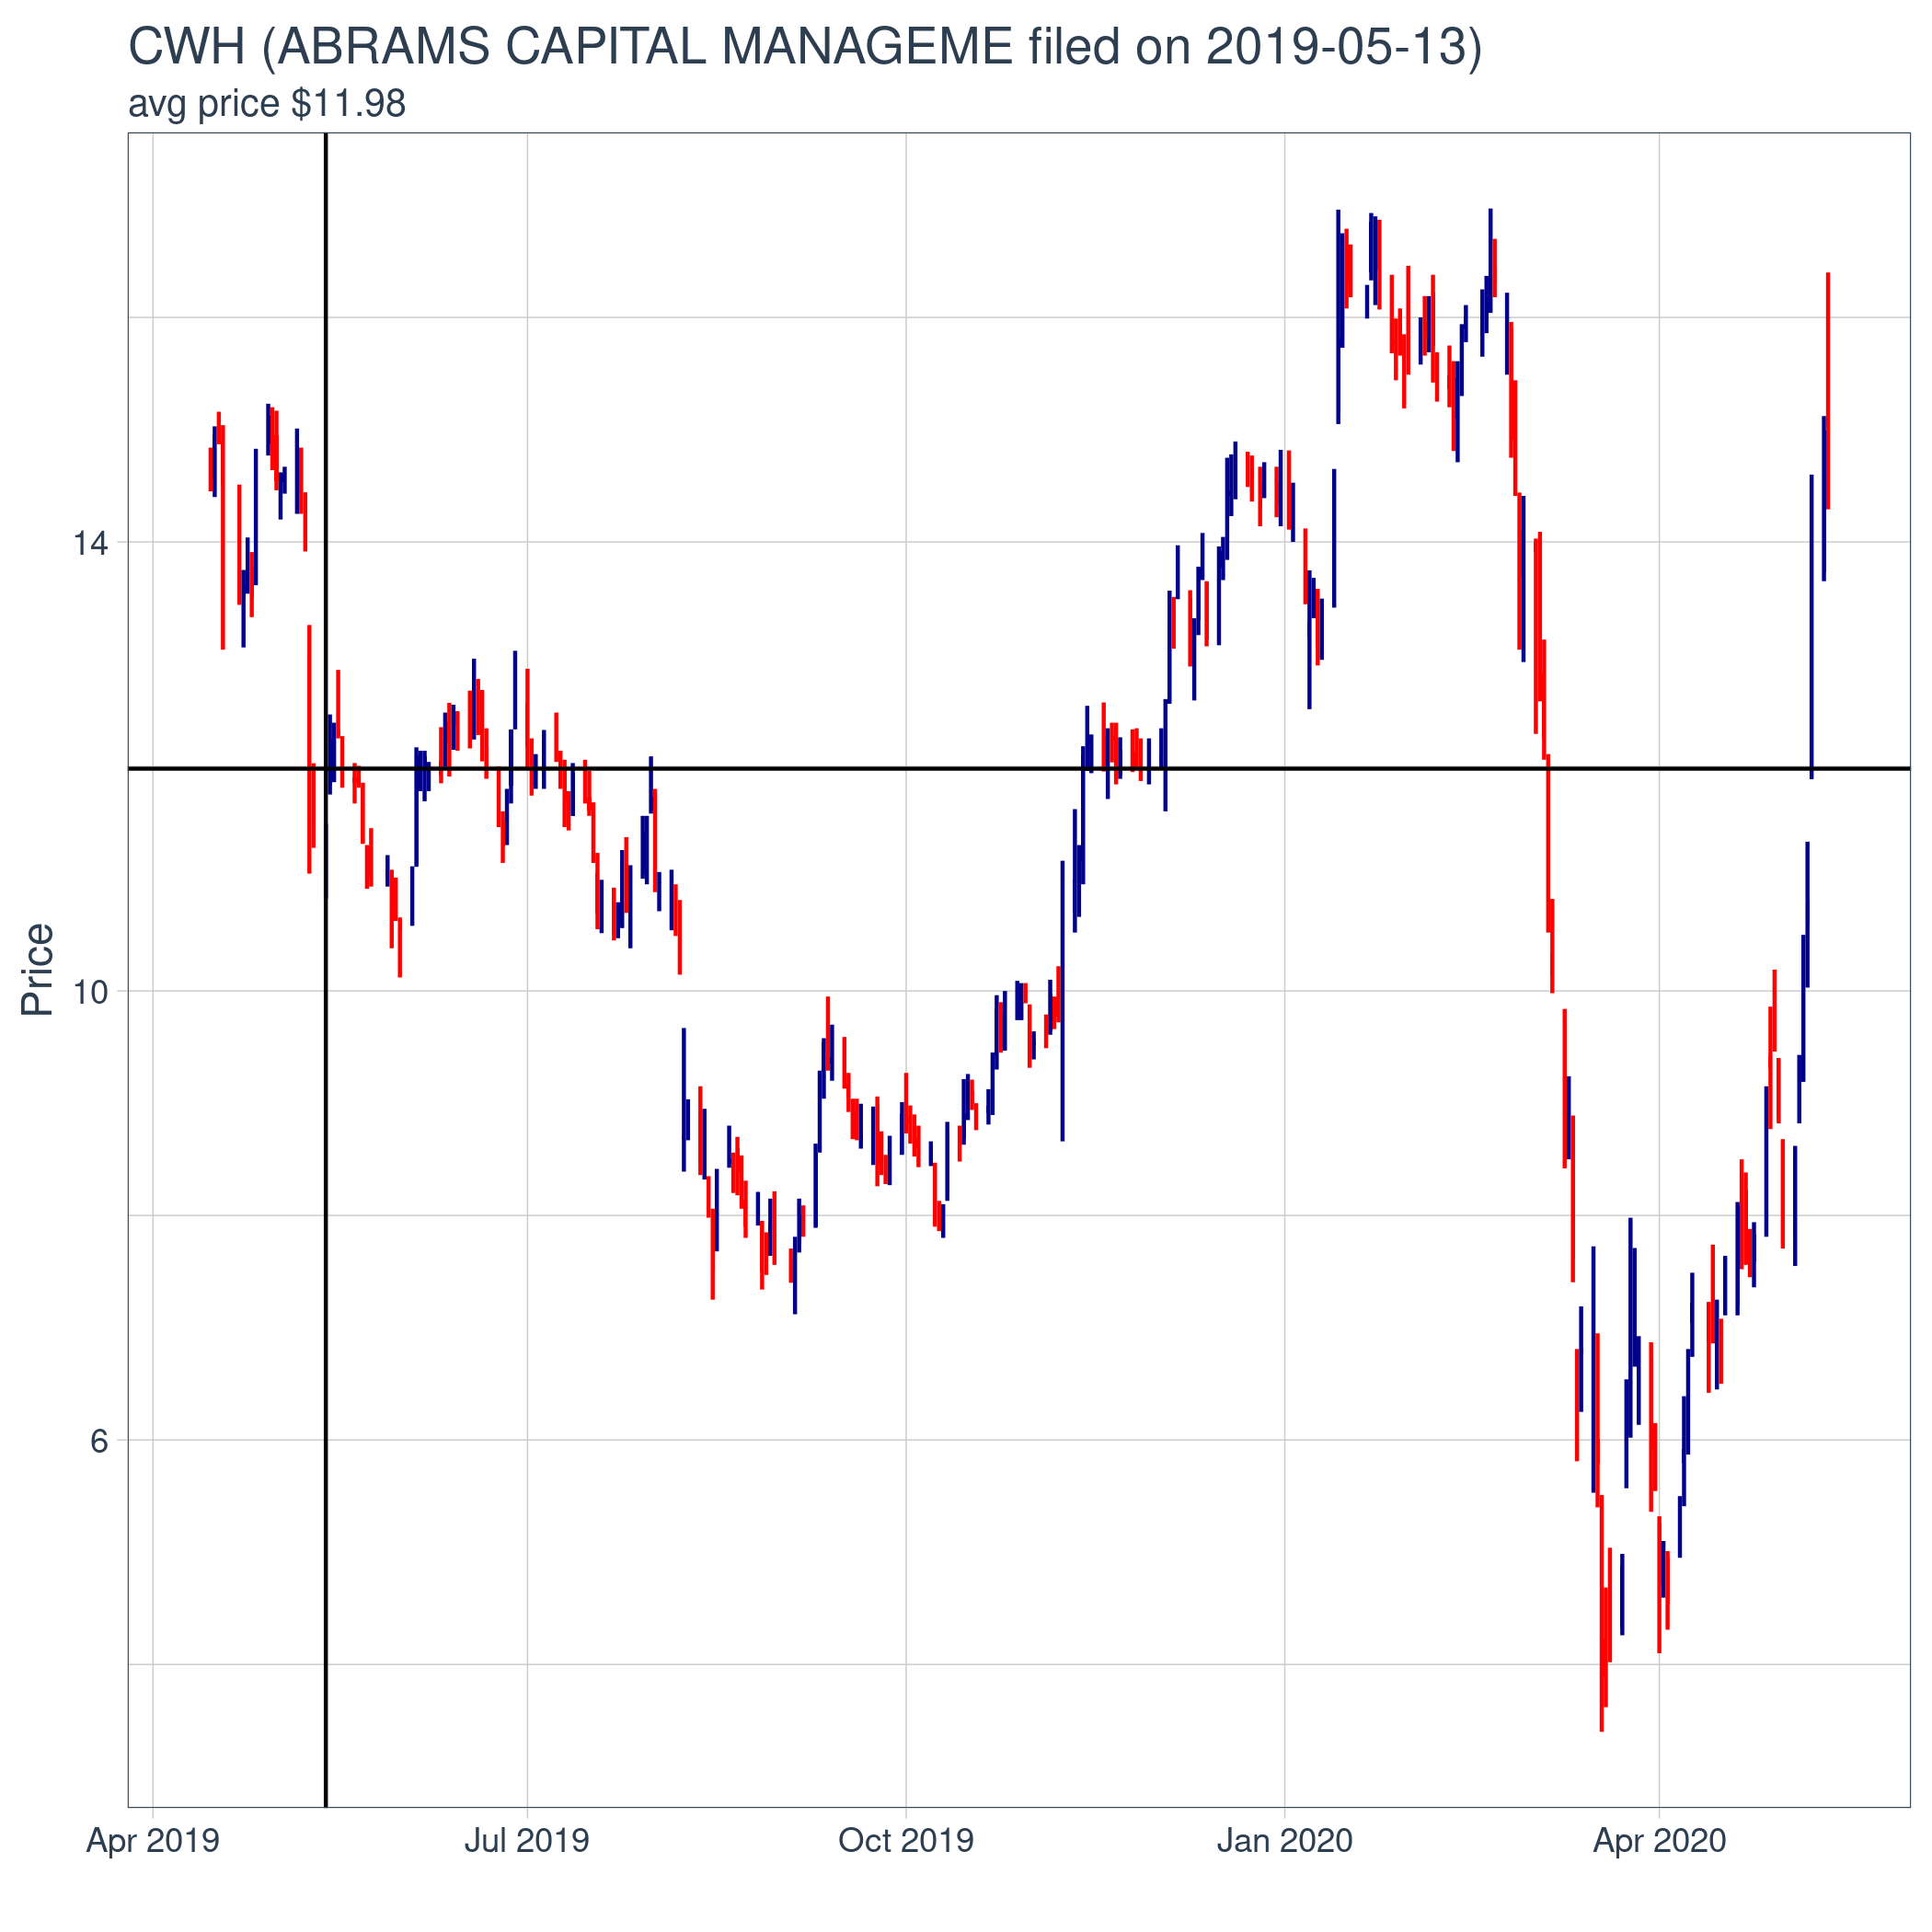 CWH (ABRAMS CAPITAL MANAGEME filed on 2019-05-13)
avg price $11.98
14
10
6
Price
Apr 2019
Jul 2019
Oct 2019
Jan 2020
Apr 2020